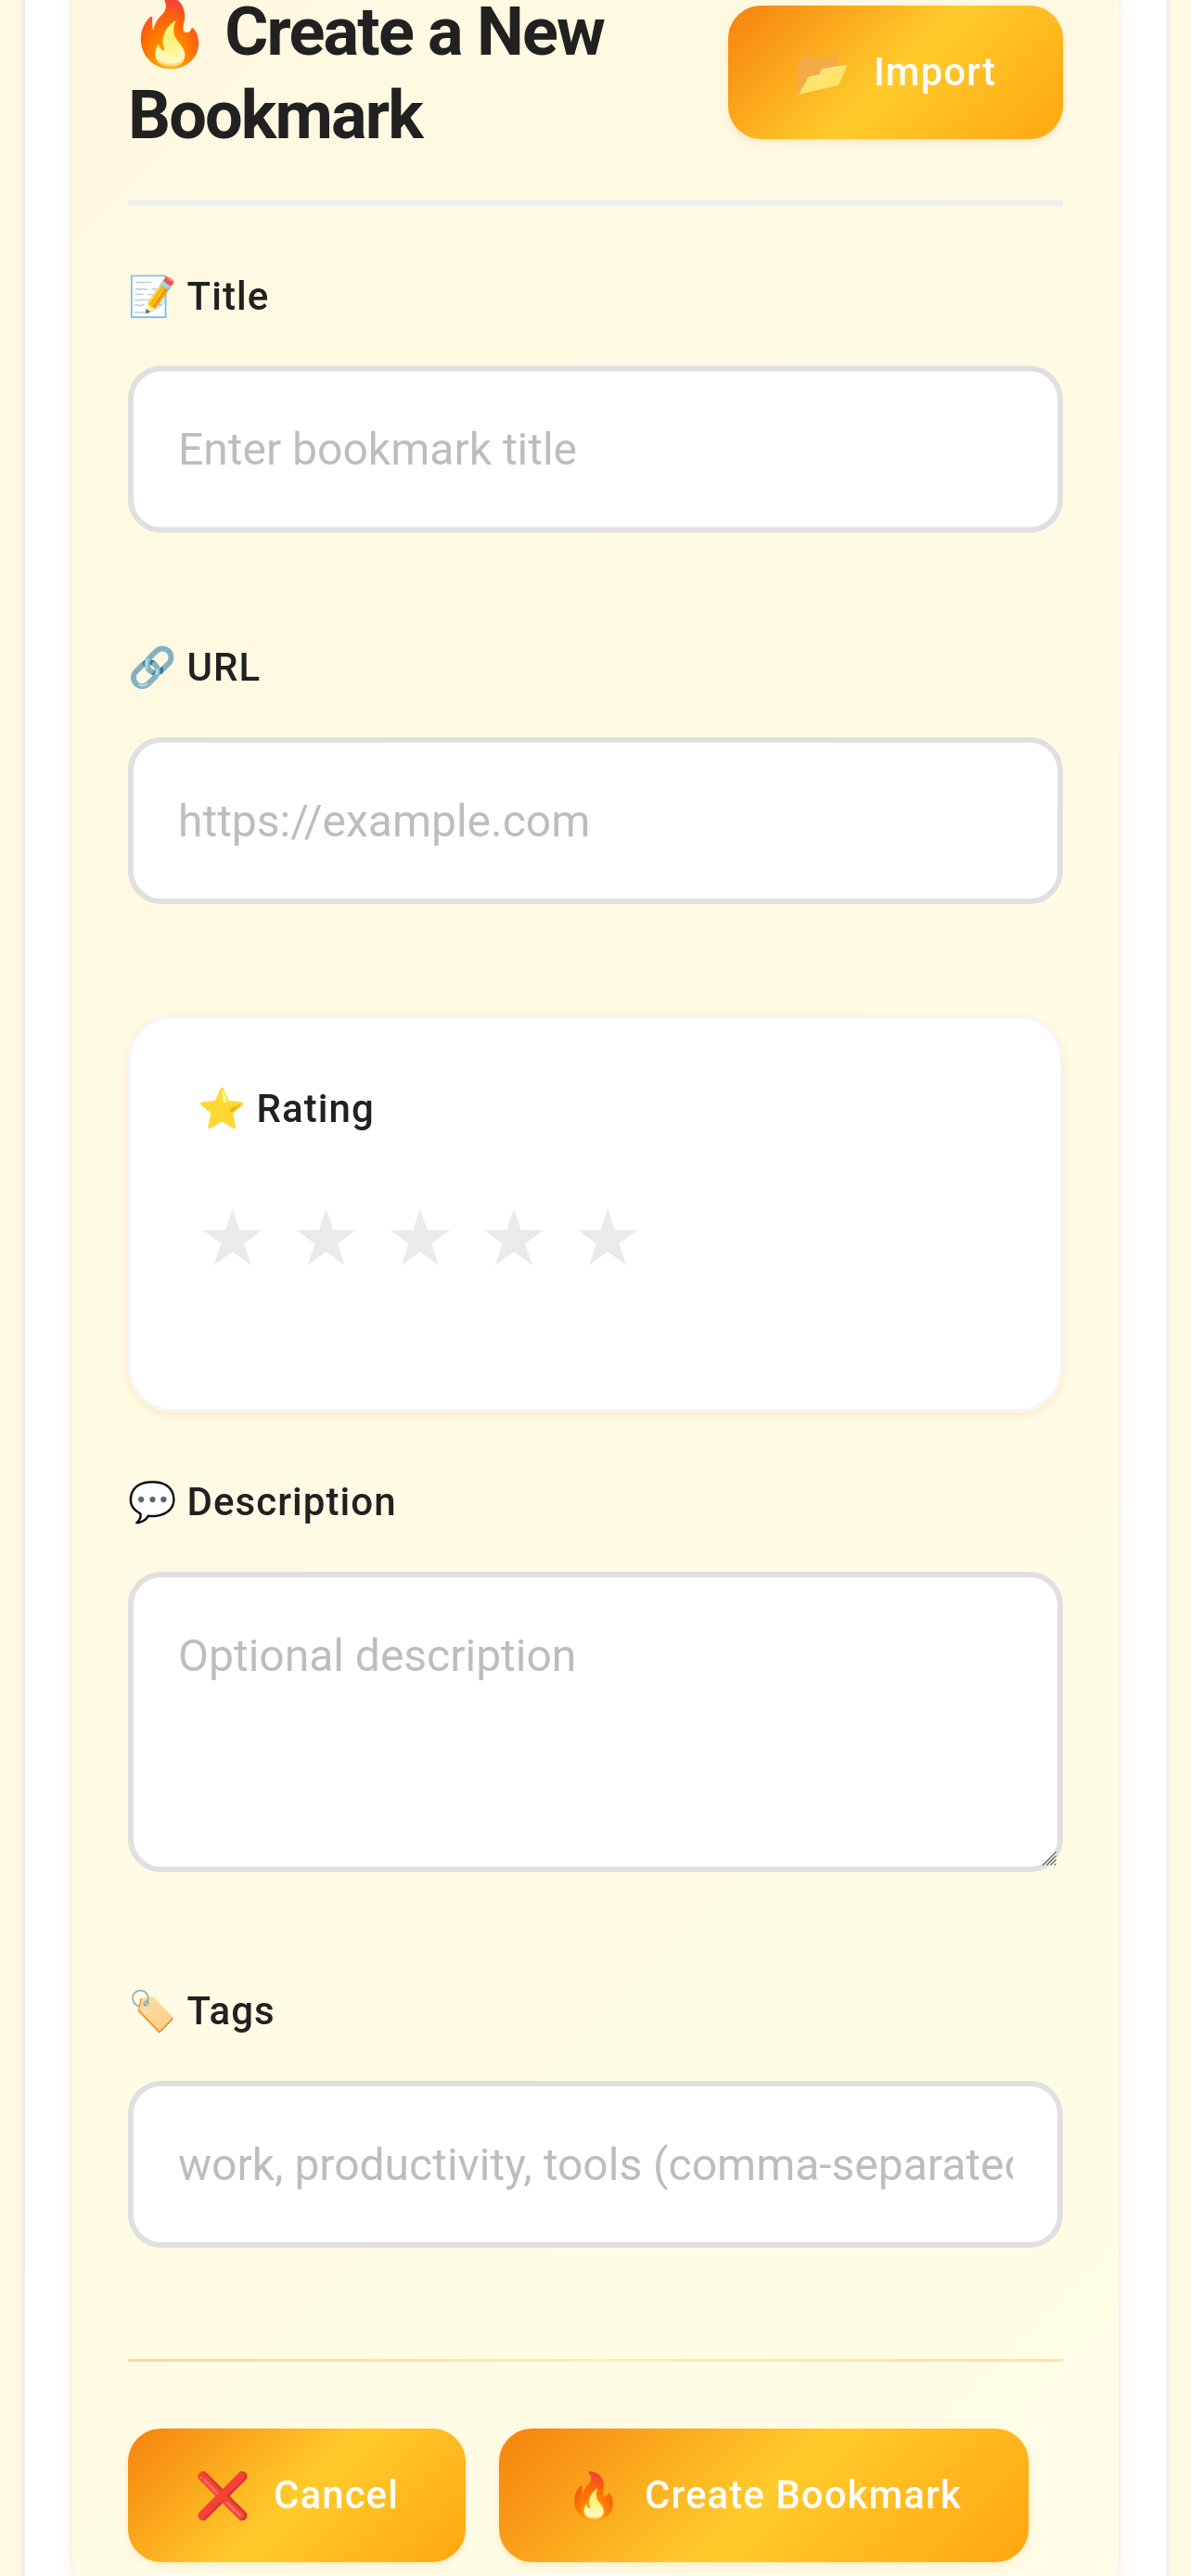 🔥 Create a New
Bookmark
📂 Import
📝 Title
Enter bookmark title
🔗 URL
https://example.com
⭐ Rating
★ ★ ★ ★ ★
💬 Description
Optional description
🏷️ Tags
work, productivity, tools (comma-separated
❌ Cancel
🔥 Create Bookmark